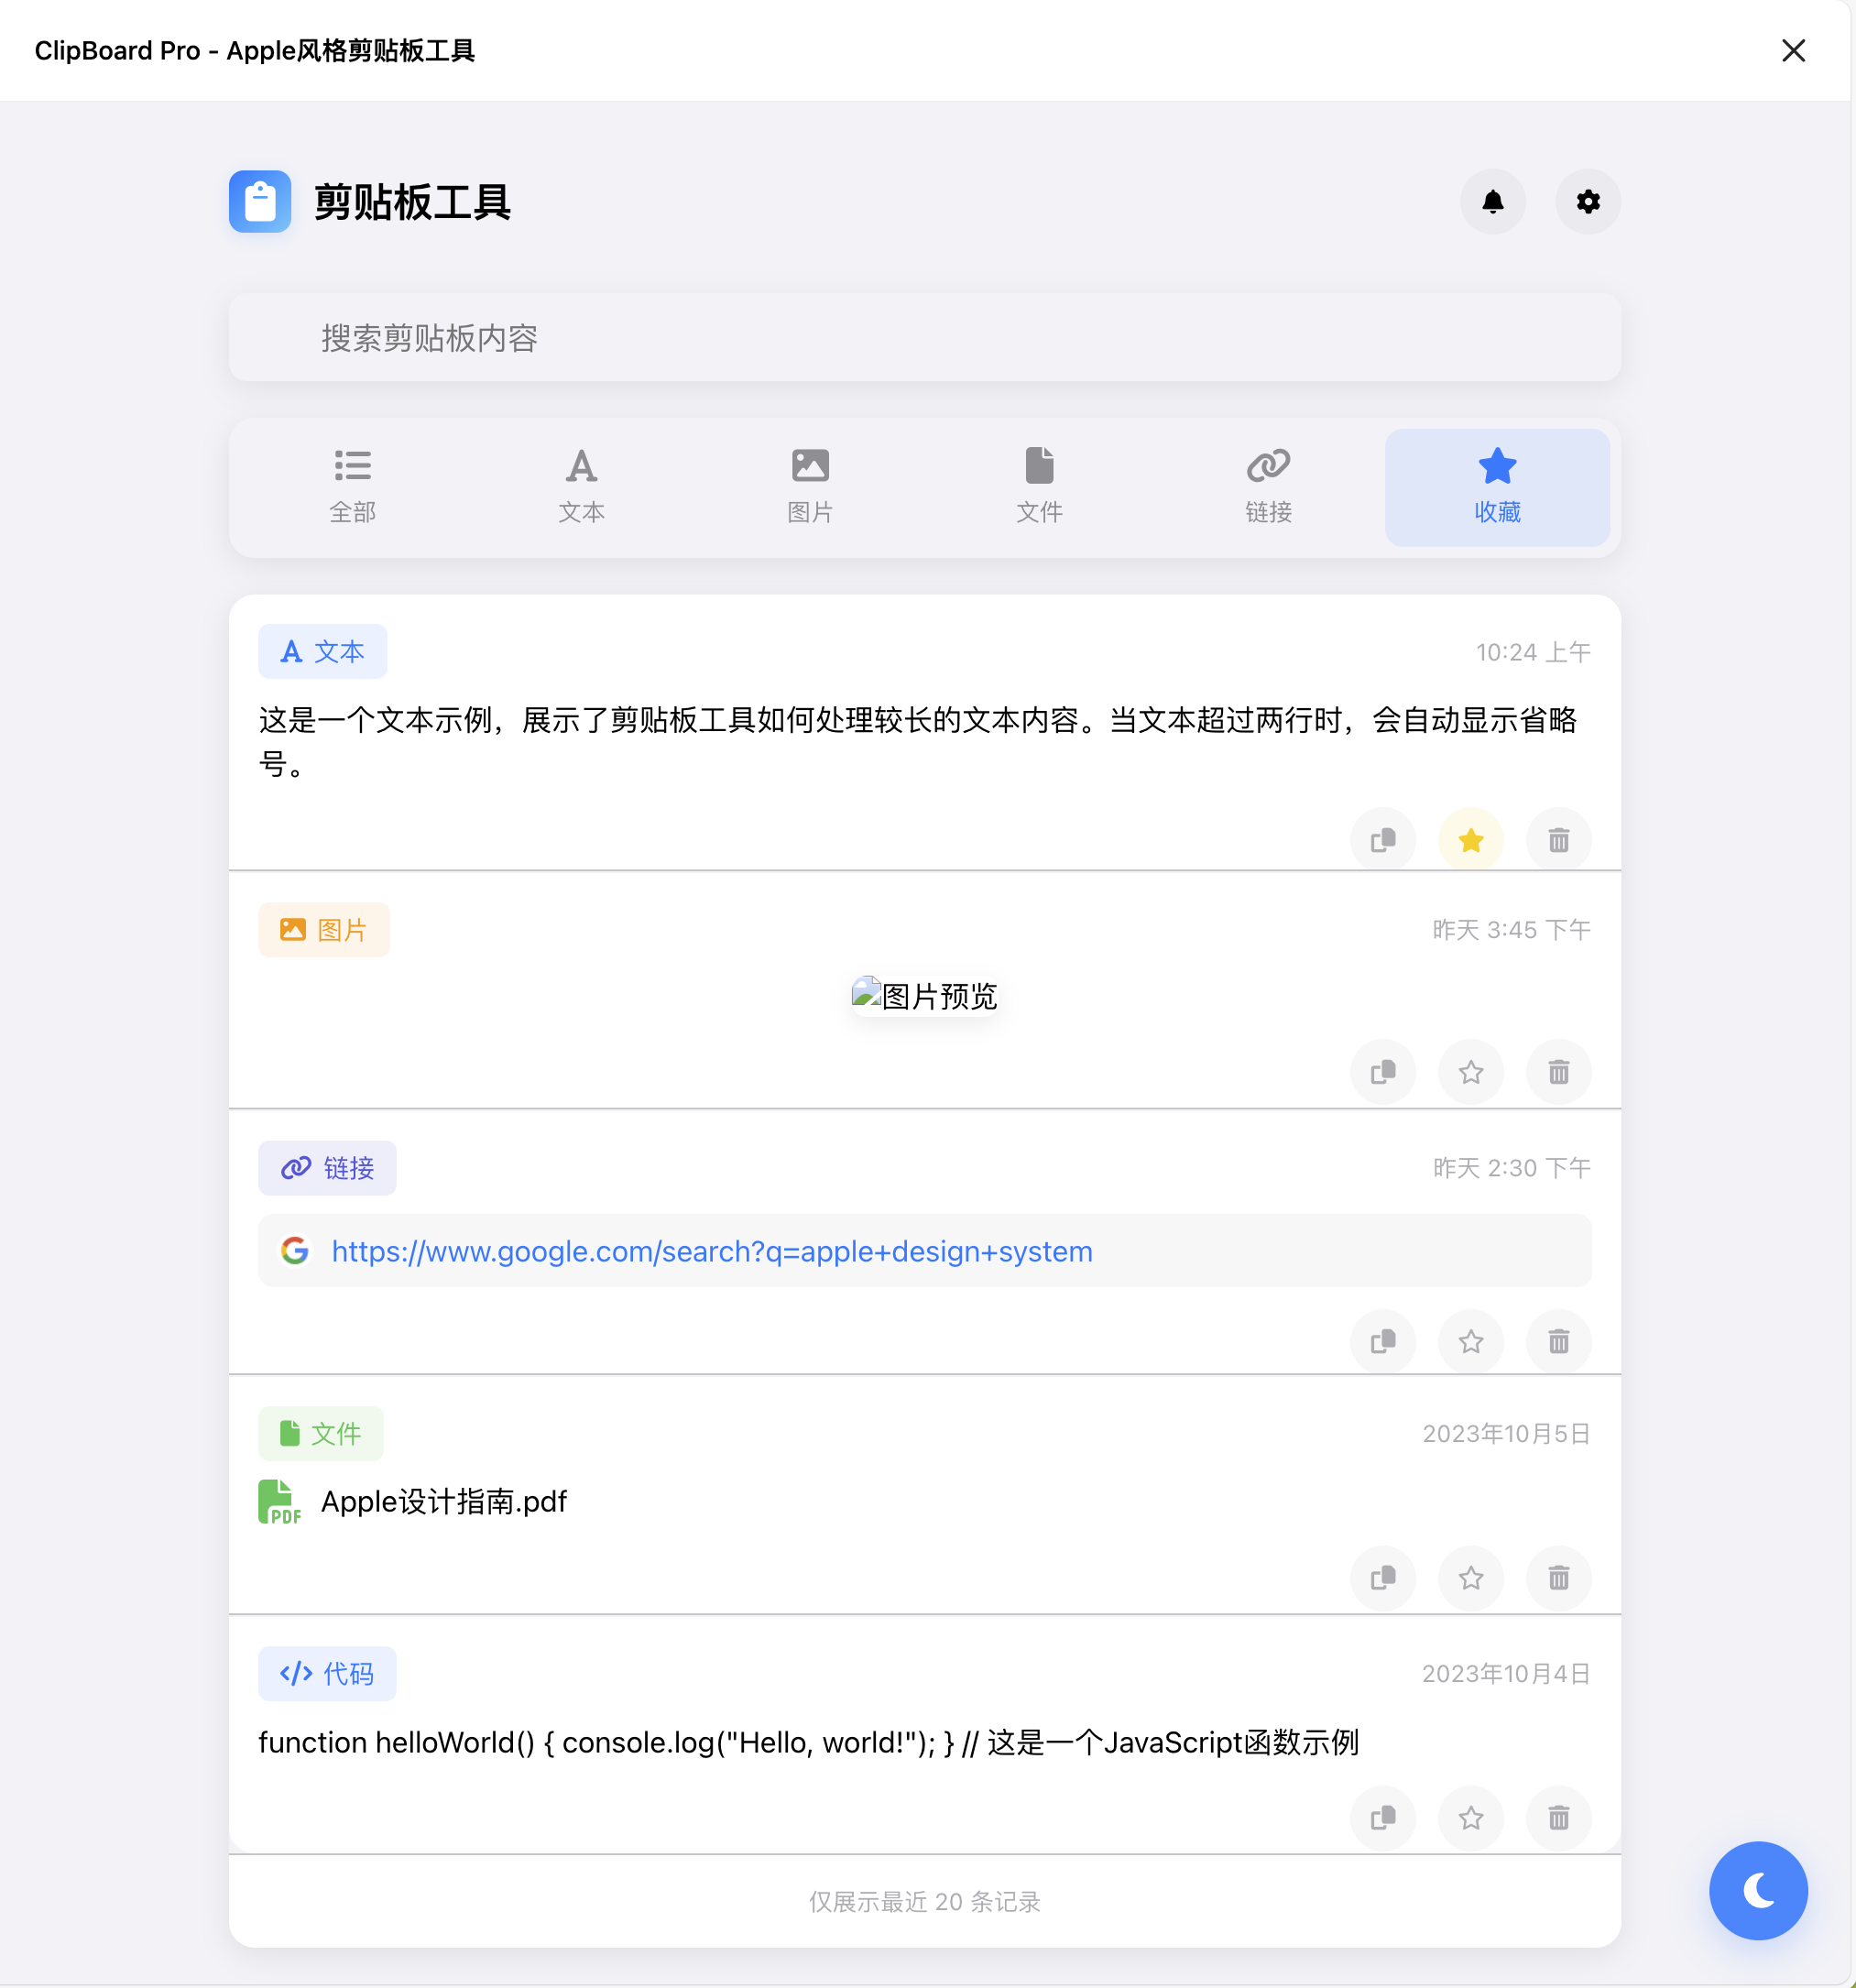 ClipBoard Pro - Apple风格剪贴板工具
剪贴板工具
搜索剪贴板内容
全部
文本
图片
文件
链接
收藏
文本
10:24 上午
这是一个文本示例，展示了剪贴板工具如何处理较长的文本内容。当文本超过两行时，会自动显示省略
号。
图片
昨天 3:45 下午
图片预览
链接
昨天 2:30 下午
https://www.google.com/search?q=apple+design+system
文件
2023年10月5日
PDF
Apple设计指南.pdf
代码
2023年10月4日
function helloWorld() { console.log("Hello, world!"); } // 这是一个JavaScript函数示例
仅展示最近 20 条记录